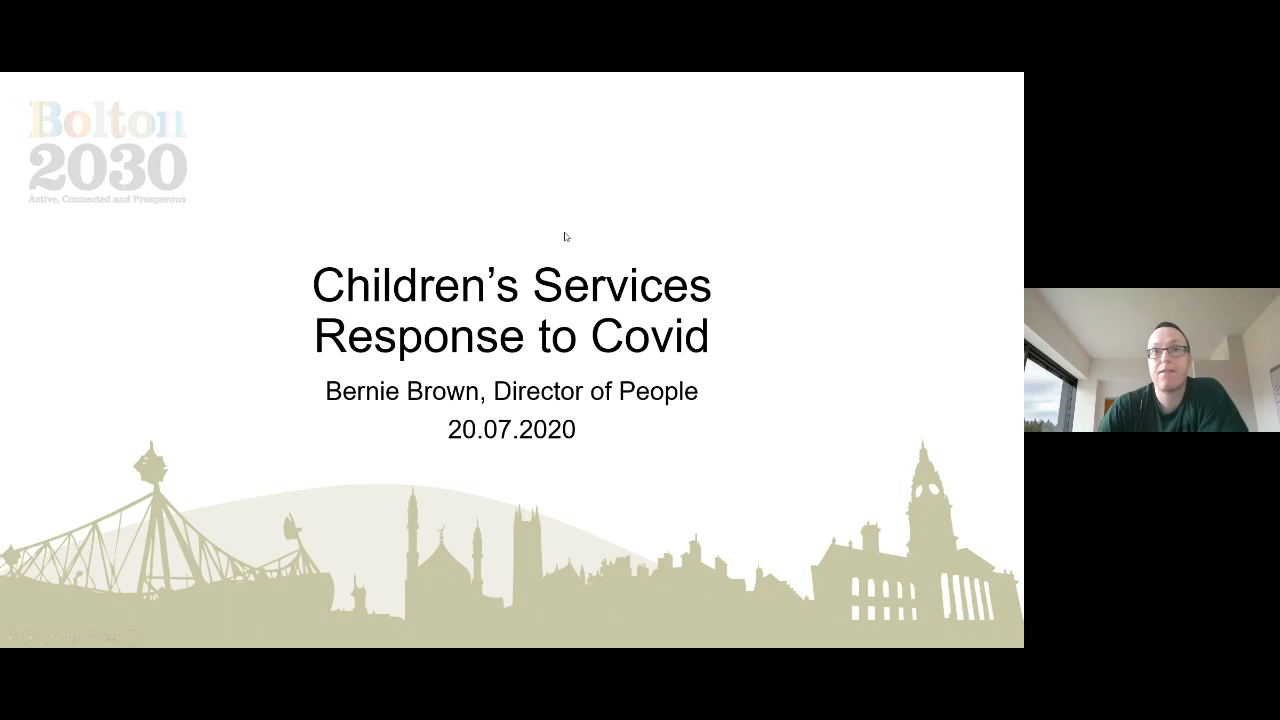 Bolton
2030
Active, Connected and Prosperous
Children’s Services
Response to Covid
Bernie Brown, Director of People
20.07.2020